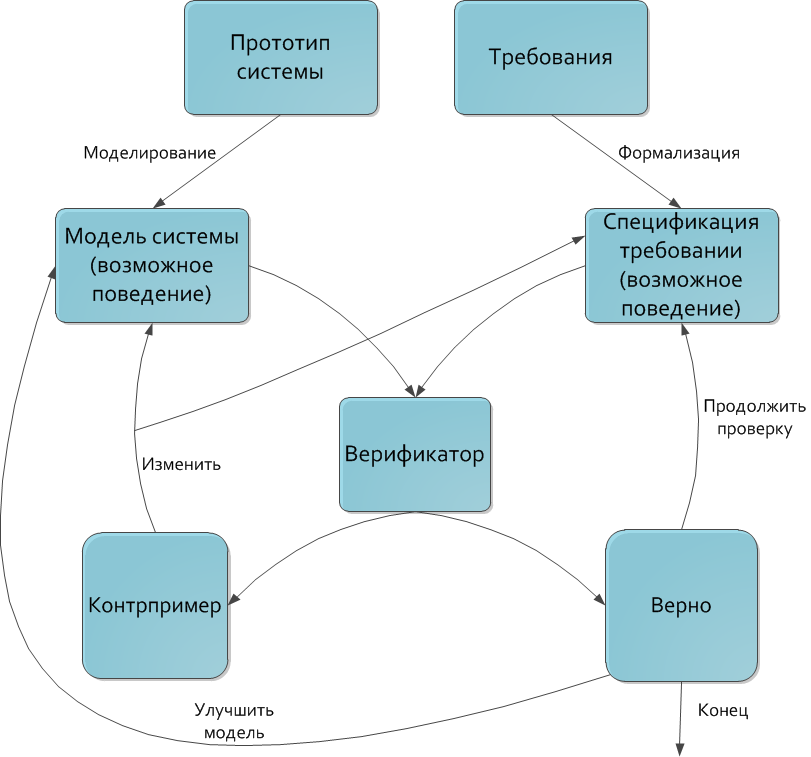 Прототип
системы
Требования
Моделирование
Формализация
Модель системы
(возможное
поведение)
Спецификация
требовании
(возможное
поведение)
Продолжить
проверку
Верификатор
Изменить
Контрпример
Верно
Улучшить
модель
Конец